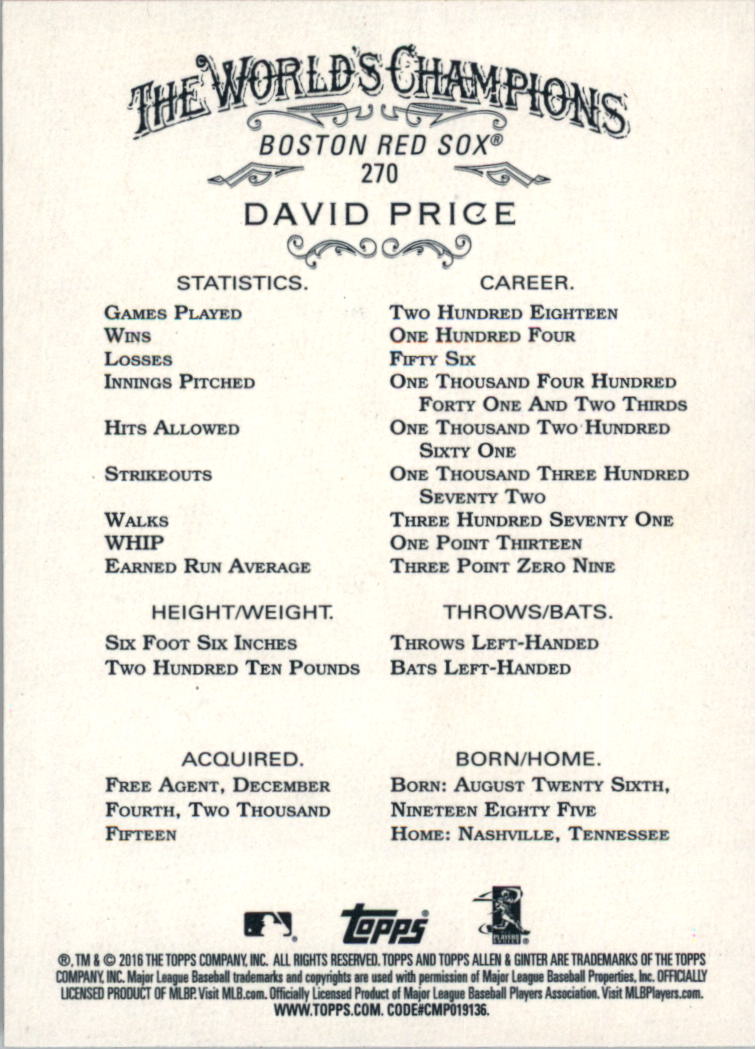 THE WORLD'S CHAMPIONS
BOSTON RED SOX®
270
DAVID PRICE
STATISTICS. CAREER.
GAMES PLAYED TWO HUNDRED EIGHTEEN
WINS ONE HUNDRED FOUR
LOSSES FIFTY SIX
INNINGS PITCHED ONE THOUSAND FOUR HUNDRED
FORTY ONE AND TWO THIRDS
HITS ALLOWED ONE THOUSAND TWO HUNDRED
SIXTY ONE
STRIKEOUTS ONE THOUSAND THREE HUNDRED
SEVENTY TWO
WALKS THREE HUNDRED SEVENTY ONE
WHIP ONE POINT THIRTEEN
EARNED RUN AVERAGE THREE POINT ZERO NINE
HEIGHT/WEIGHT. THROWS/BATS.
SIX FOOT SIX INCHES THROWS LEFT-HANDED
TWO HUNDRED TEN POUNDS BATS LEFT-HANDED
ACQUIRED. BORN/HOME.
FREE AGENT, DECEMBER BORN: AUGUST TWENTY SIXTH,
FOURTH, TWO THOUSAND NINETEEN EIGHTY FIVE
FIFTEEN HOME: NASHVILLE, TENNESSEE
TOPPS®
®, TM & © 2016 THE TOPPS COMPANY, INC. ALL RIGHTS RESERVED. TOPPS AND TOPPS ALLEN & GINTER ARE TRADEMARKS OF THE TOPPS
COMPANY, INC. Major League Baseball trademarks and copyrights are used with permission of Major League Baseball Properties, Inc. OFFICIALLY
LICENSED PRODUCT OF MLBP. Visit MLB.com. Officially Licensed Product of Major League Baseball Players Association. Visit MLBPlayers.com.
WWW.TOPPS.COM. CODE#CMP019136.